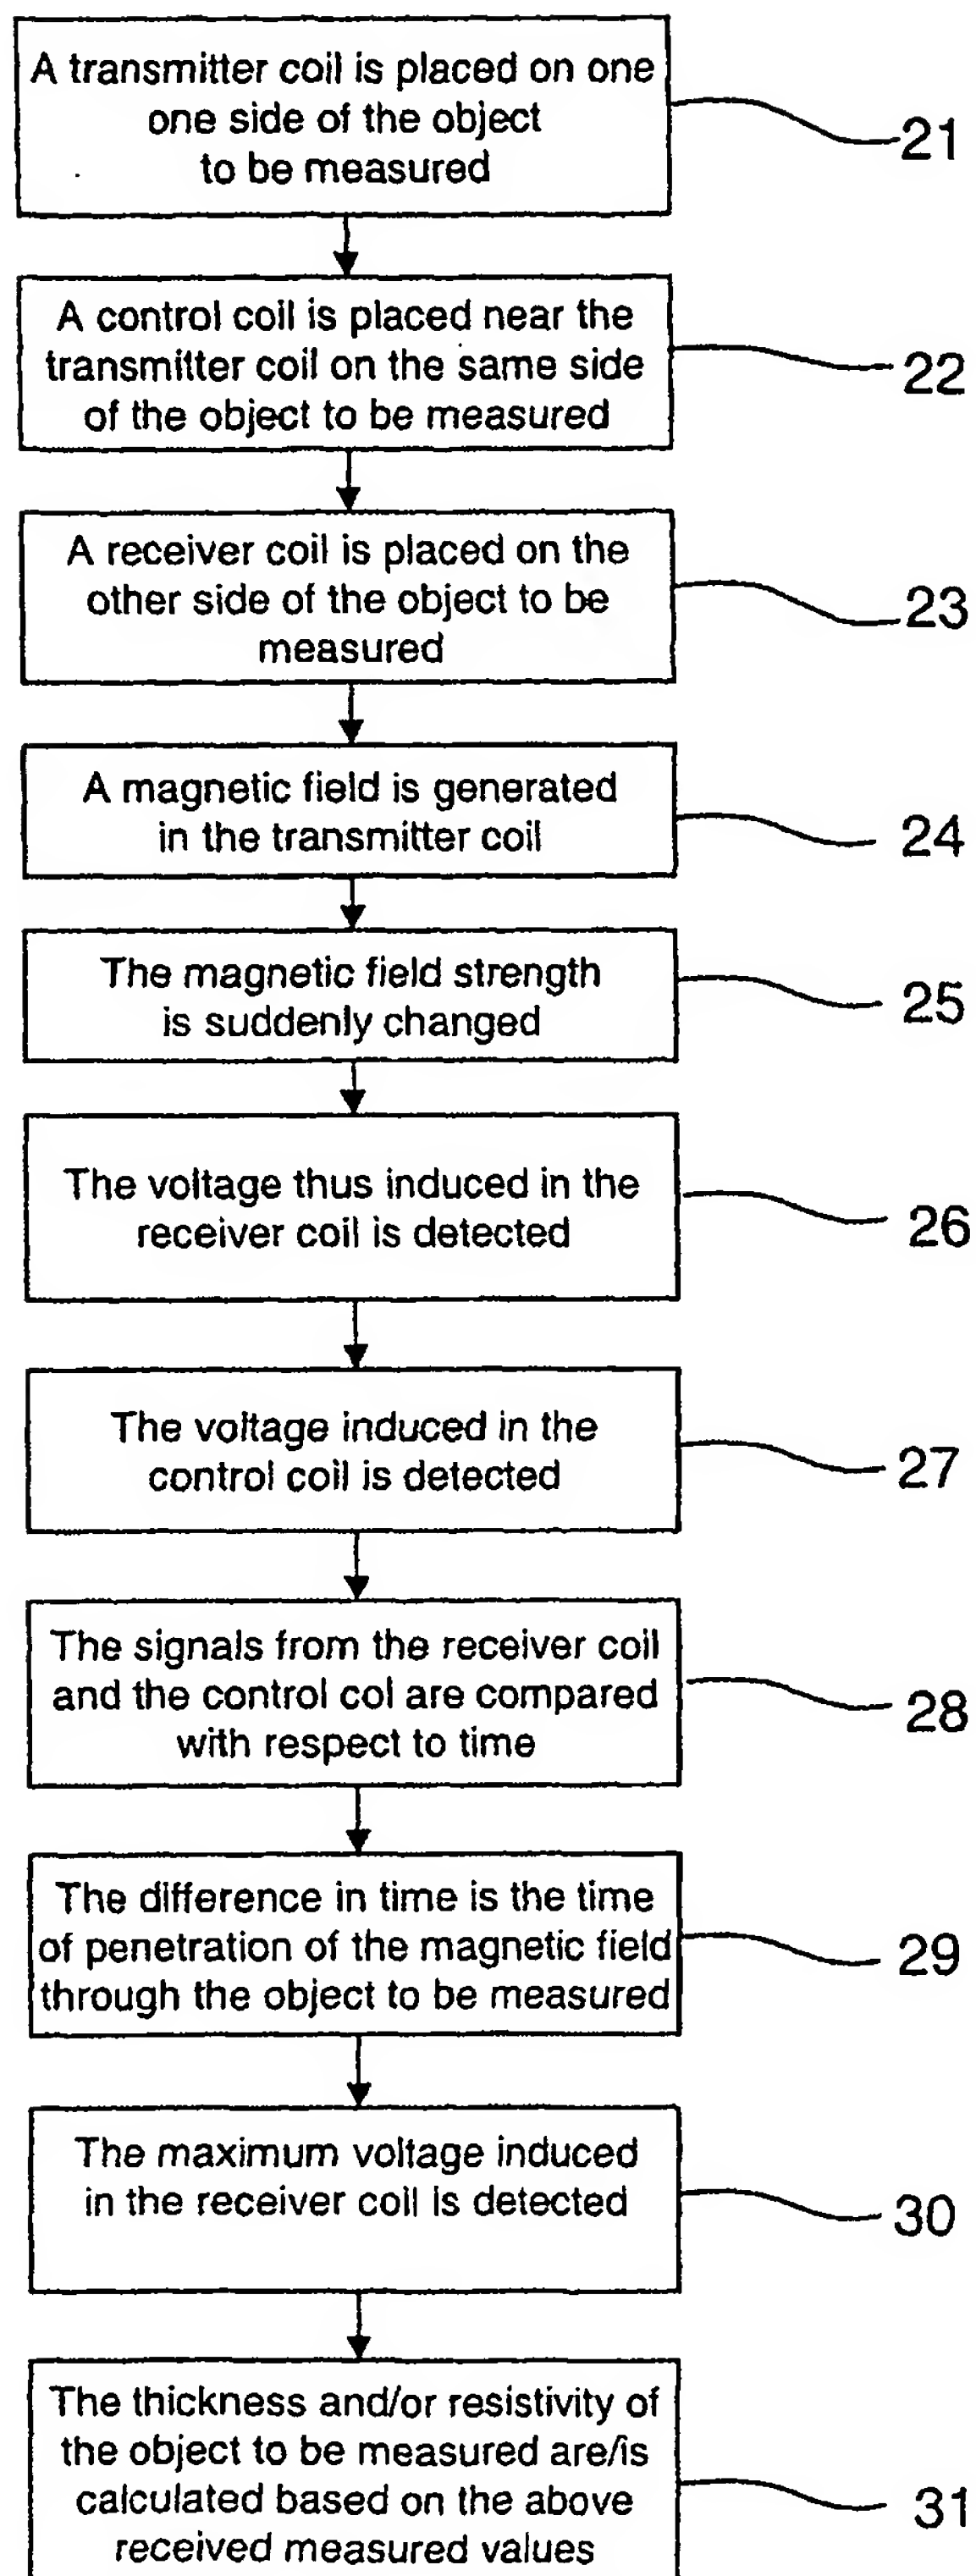 A transmitter coil is placed on one
one side of the object
to be measured
21
A control coil is placed near the
transmitter coil on the same side
of the object to be measured
22
A receiver coil is placed on the
other side of the object to be
measured
23
A magnetic field is generated
in the transmitter coil
24
The magnetic field strength
is suddenly changed
25
The voltage thus induced in the
receiver coil is detected
26
The voltage induced in the
control coil is detected
27
The signals from the receiver coil
and the control col are compared
with respect to time
28
The difference in time is the time
of penetration of the magnetic field
through the object to be measured
29
The maximum voltage induced
in the receiver coil is detected
30
The thickness and/or resistivity of
the object to be measured are/is
calculated based on the above
received measured values
31